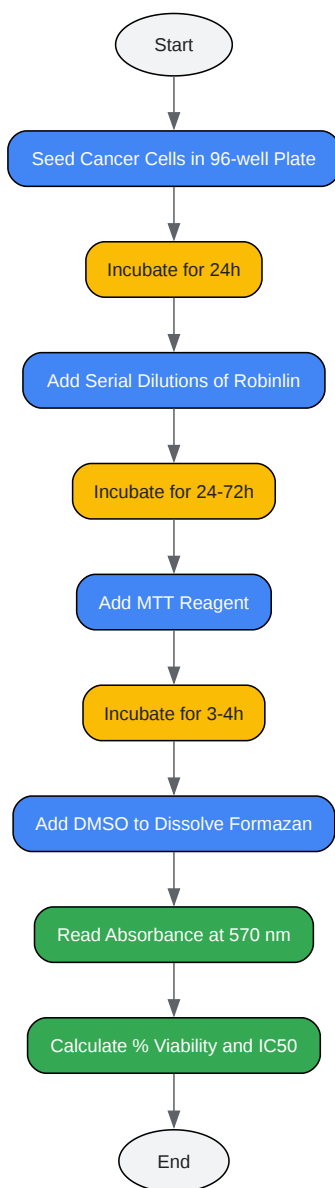 Start
Seed Cancer Cells in 96-well Plate
Incubate for 24h
Add Serial Dilutions of Robinlin
Incubate for 24-72h
Add MTT Reagent
Incubate for 3-4h
Add DMSO to Dissolve Formazan
Read Absorbance at 570 nm
Calculate % Viability and IC50
End